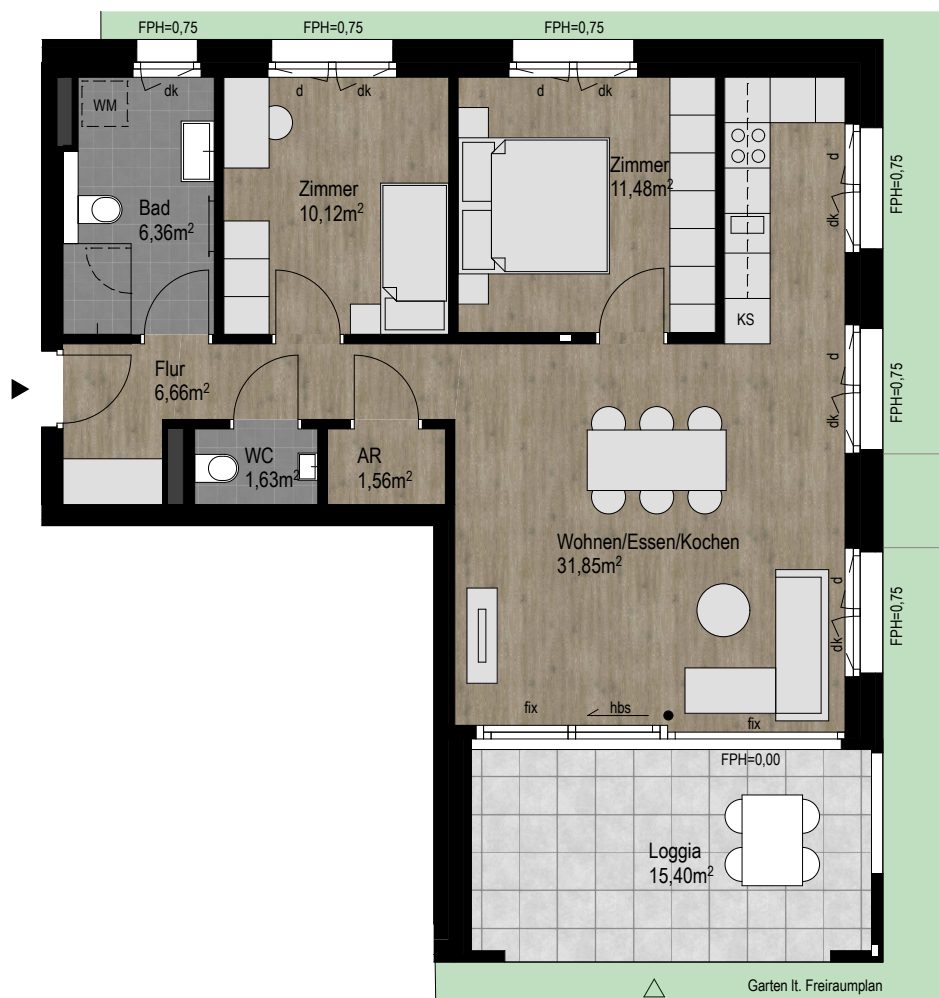 FPH=0,75
FPH=0,75
FPH=0,75
dk
d
dk
d
dk
WM
Bad
6,36m²
Zimmer
10,12m²
Zimmer
11,48m²
d
dk
FPH=0,75
KS
Flur
6,66m²
d
dk
FPH=0,75
WC
1,63m²
AR
1,56m²
Wohnen/Essen/Kochen
31,85m²
d
dk
FPH=0,75
fix
hbs
fix
FPH=0,00
Loggia
15,40m²
Garten lt. Freiraumplan